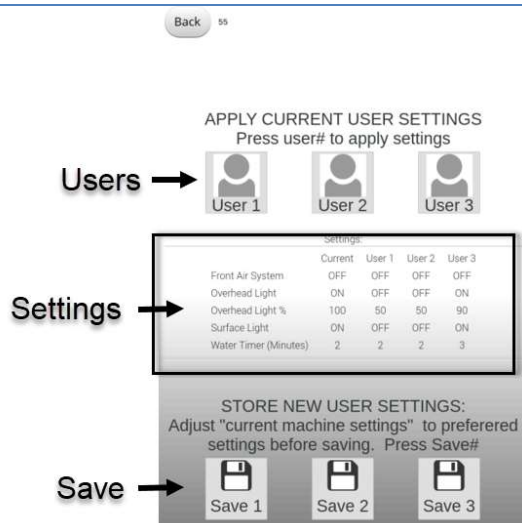 Back 55
APPLY CURRENT USER SETTINGS
Press user# to apply settings
Users
User 1 User 2 User 3
Settings:
Current User 1 User 2 User 3
Front Air System OFF OFF OFF OFF
Overhead Light ON OFF OFF ON
Overhead Light % 100 50 50 90
Settings
Surface Light ON OFF OFF ON
Water Timer (Minutes) 2 2 2 3
STORE NEW USER SETTINGS:
Adjust "current machine settings" to preferered
settings before saving. Press Save#
Save
Save 1 Save 2 Save 3